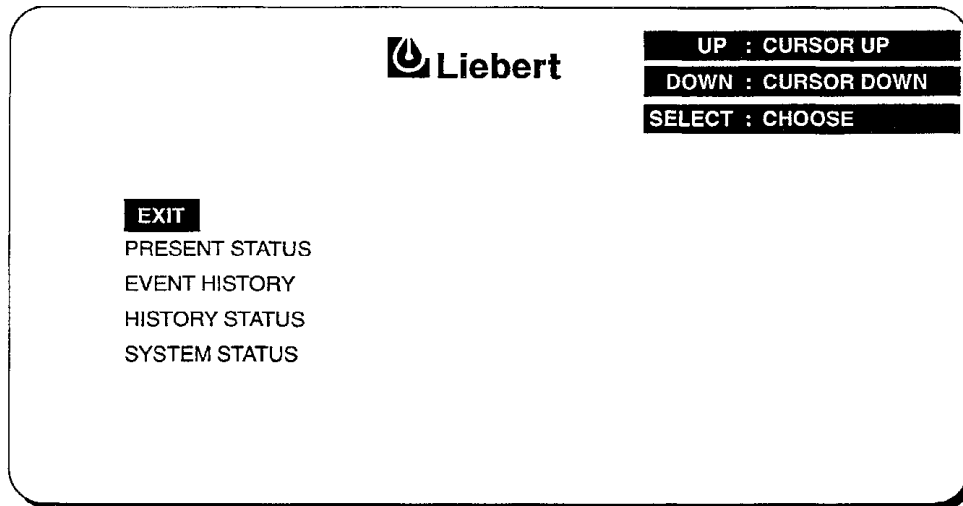 Liebert
UP : CURSOR UP
DOWN : CURSOR DOWN
SELECT : CHOOSE
EXIT
PRESENT STATUS
EVENT HISTORY
HISTORY STATUS
SYSTEM STATUS